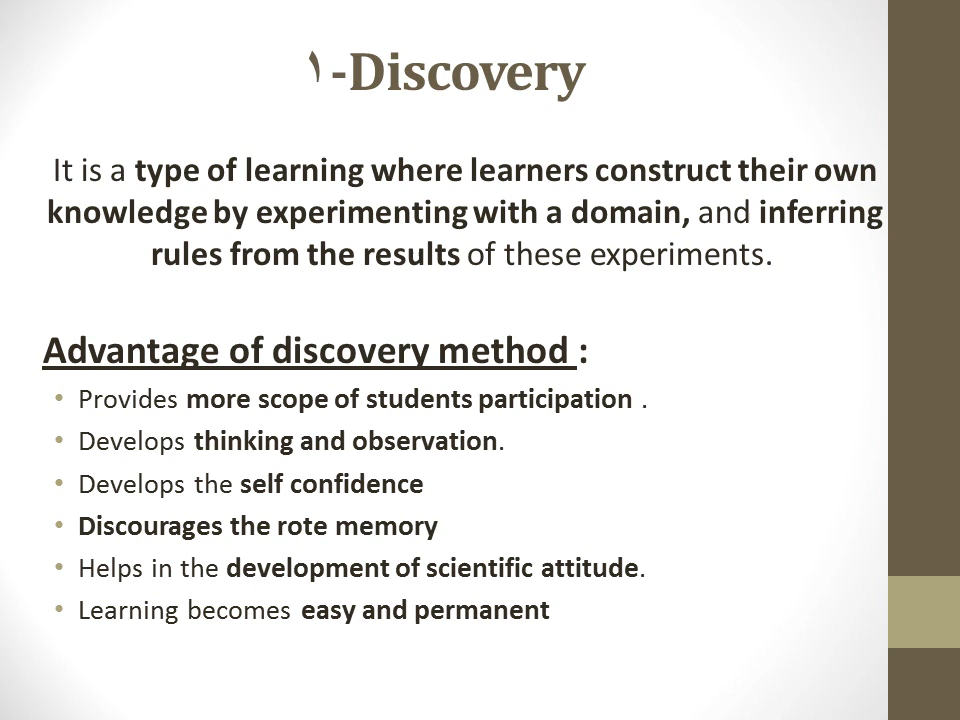 ١-Discovery
It is a type of learning where learners construct their own
knowledge by experimenting with a domain, and inferring
rules from the results of these experiments.
Advantage of discovery method :
• Provides more scope of students participation .
• Develops thinking and observation.
• Develops the self confidence
• Discourages the rote memory
• Helps in the development of scientific attitude.
• Learning becomes easy and permanent